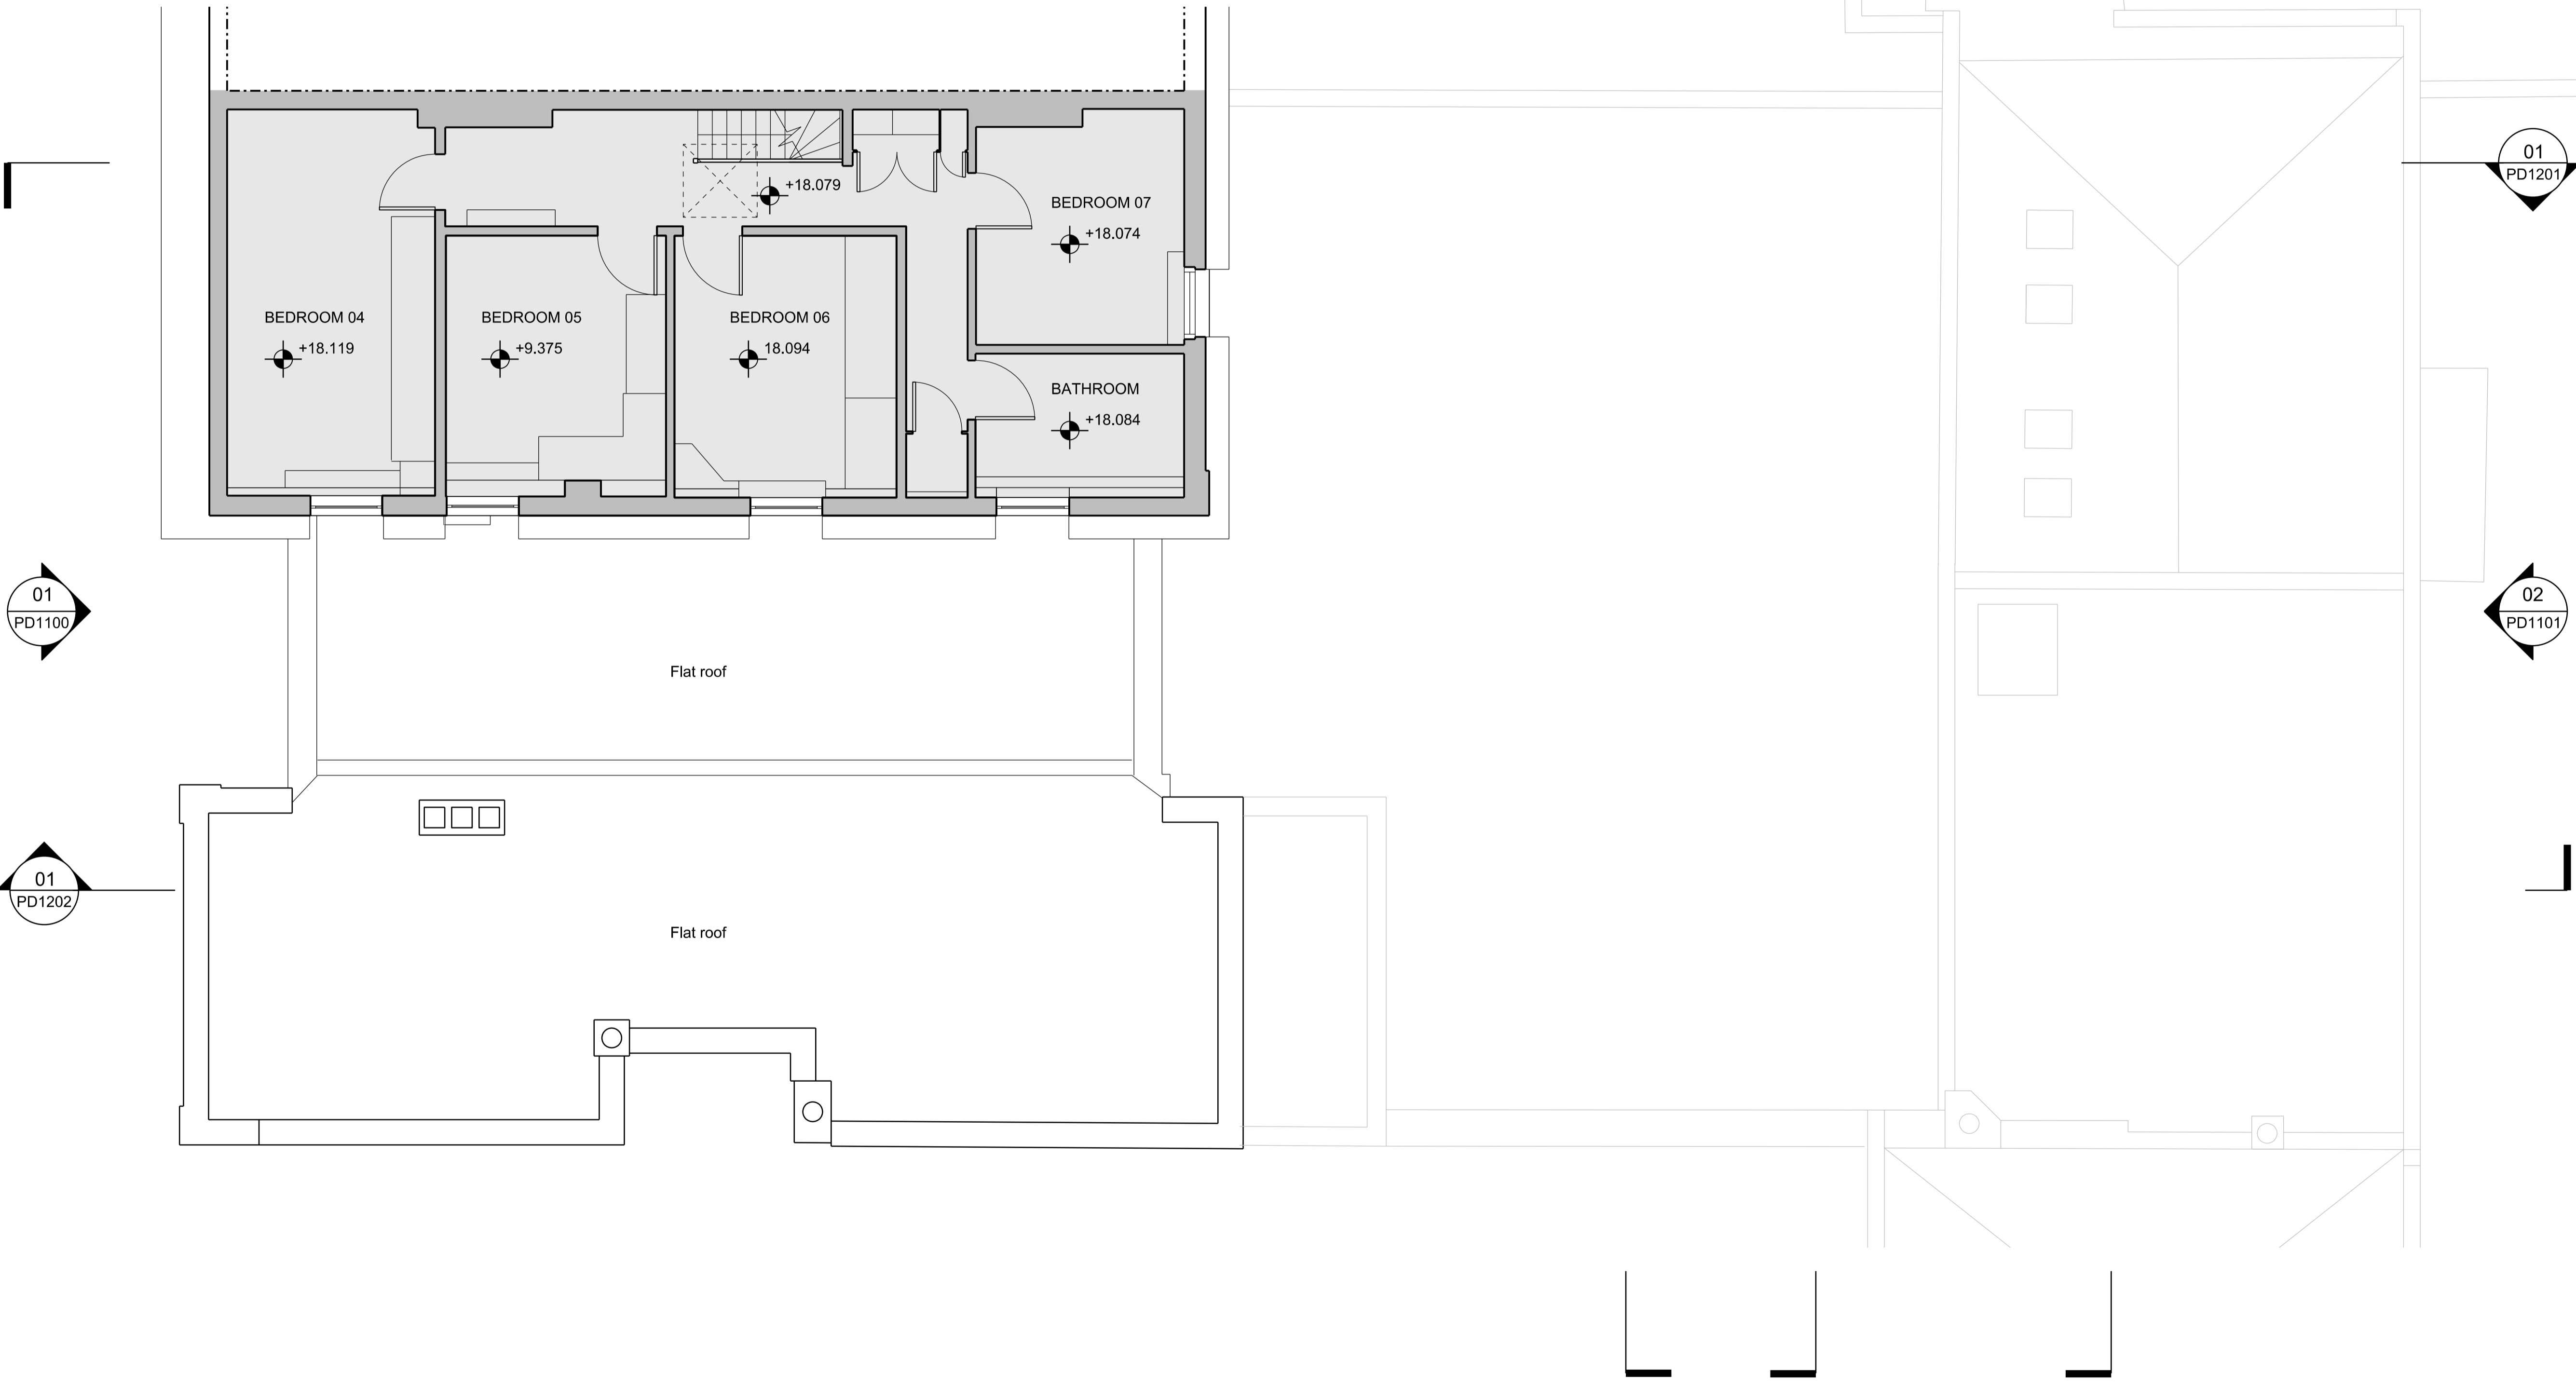 01
PD1201
+18.079
BEDROOM 07
+18.074
BEDROOM 04
+18.119
BEDROOM 05
+9.375
BEDROOM 06
18.094
BATHROOM
+18.084
01
PD1100
02
PD1101
Flat roof
01
PD1202
Flat roof